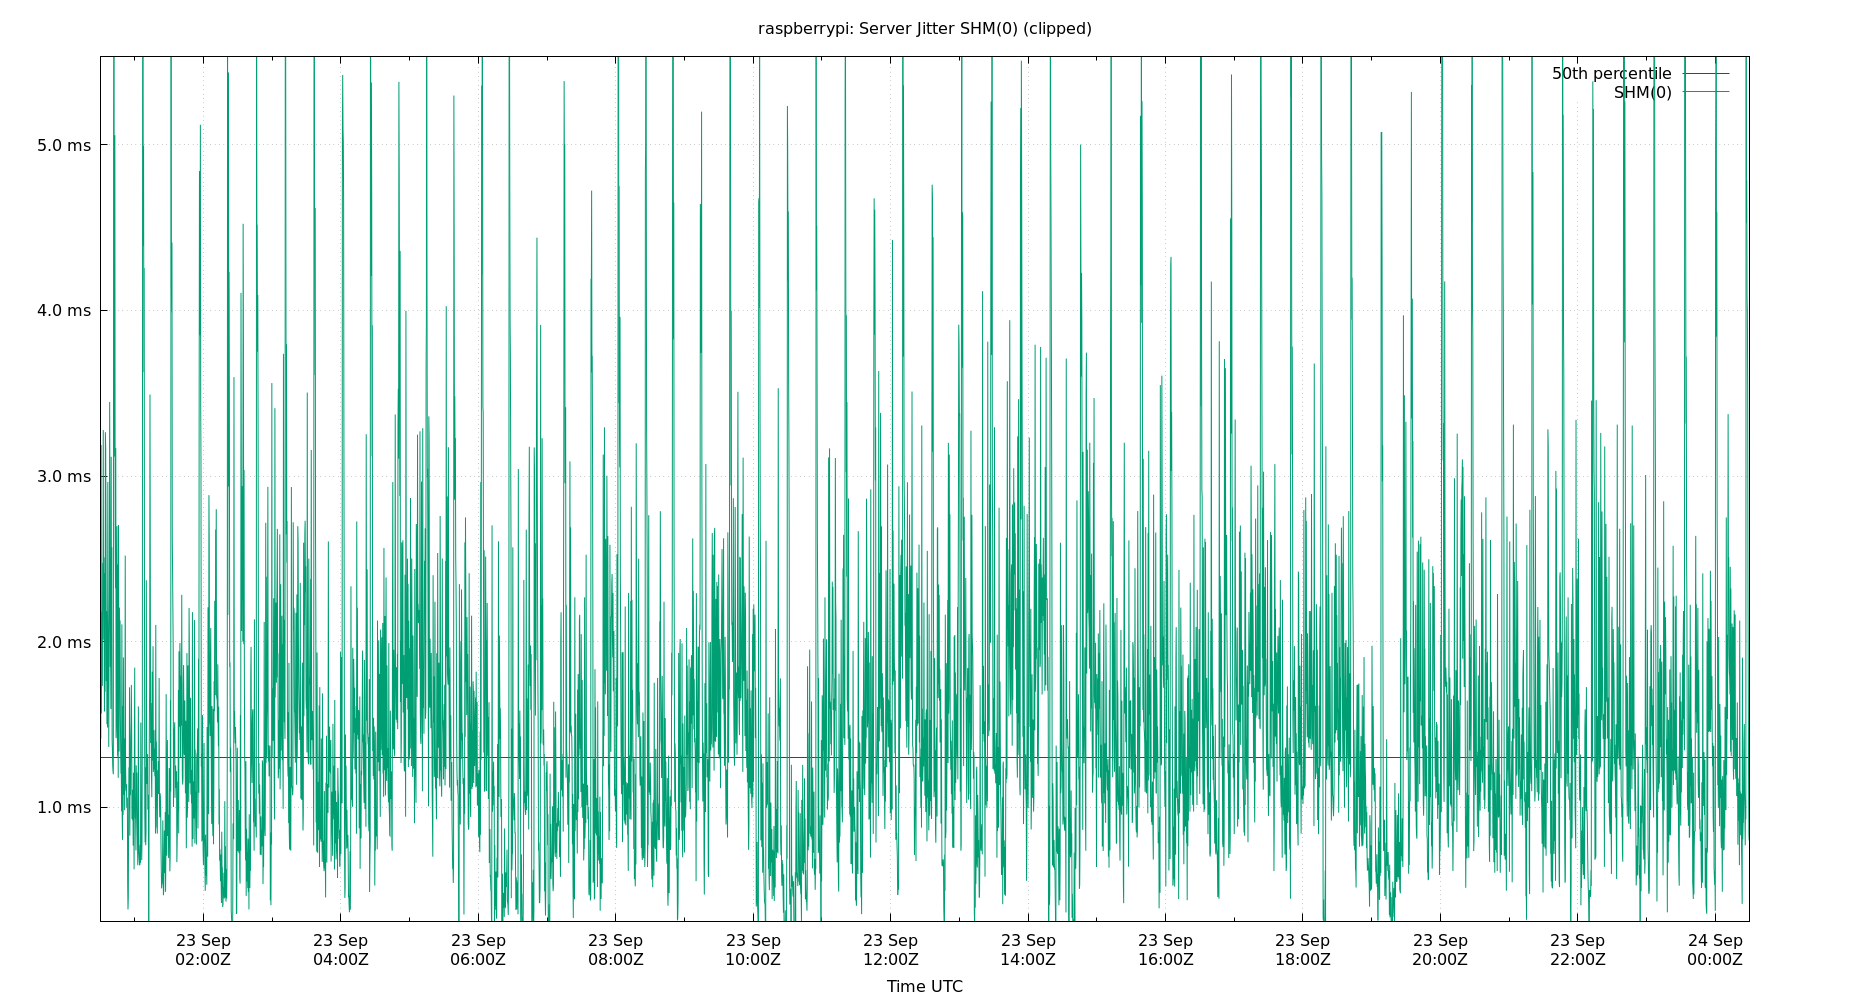 raspberrypi: Server Jitter SHM(0) (clipped)
50th percentile
SHM(0)
5.0 ms
4.0 ms
3.0 ms
2.0 ms
1.0 ms
23 Sep 23 Sep 23 Sep 23 Sep 23 Sep 23 Sep 23 Sep 23 Sep 23 Sep 23 Sep 23 Sep 24 Sep
02:00Z 04:00Z 06:00Z 08:00Z 10:00Z 12:00Z 14:00Z 16:00Z 18:00Z 20:00Z 22:00Z 00:00Z
Time UTC